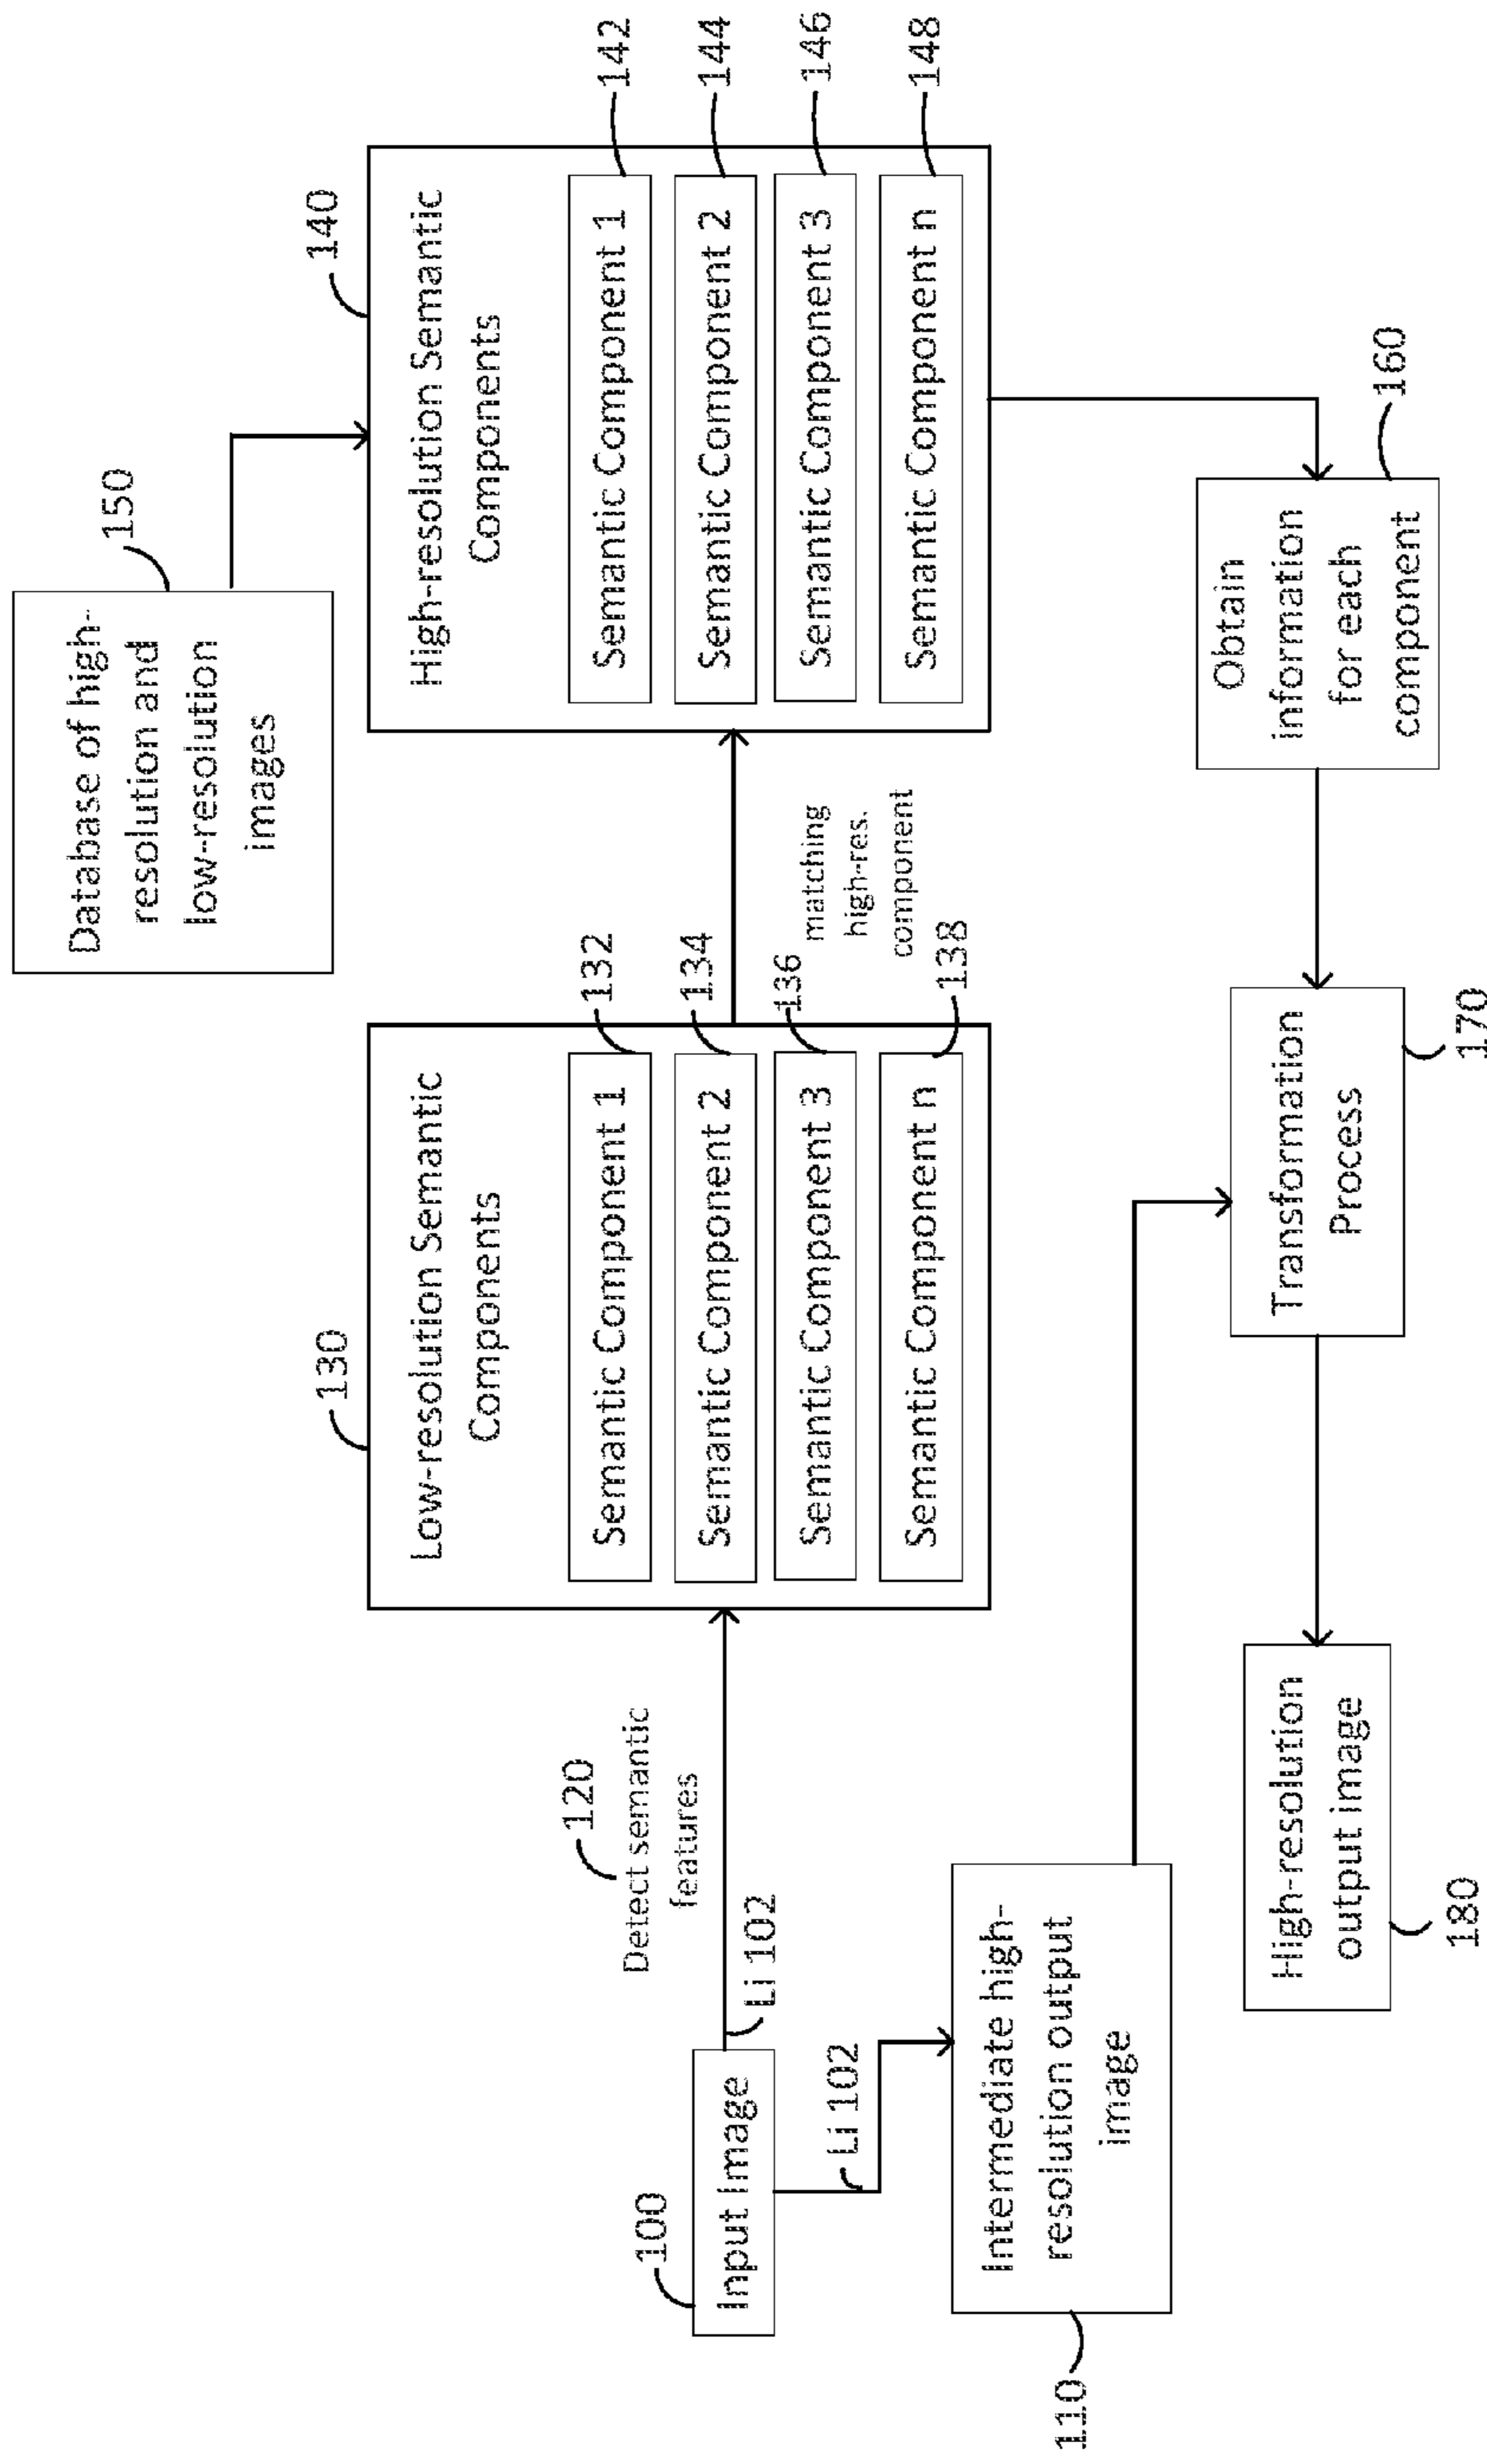 150
Database of high-
resolution and
low-resolution
images
130
Low-resolution Semantic
Components
Semantic Component 1
132
Semantic Component 2
134
Semantic Component 3
136
Semantic Component n
138
matching
high-res.
component
140
High-resolution Semantic
Components
Semantic Component 1
142
Semantic Component 2
144
Semantic Component 3
146
Semantic Component n
148
120
Detect semantic
features
Li 102
100
Input image
Li 102
110
Intermediate high-
resolution output
image
160
Obtain
information
for each
component
Transformation
Process
170
High-resolution
output image
180